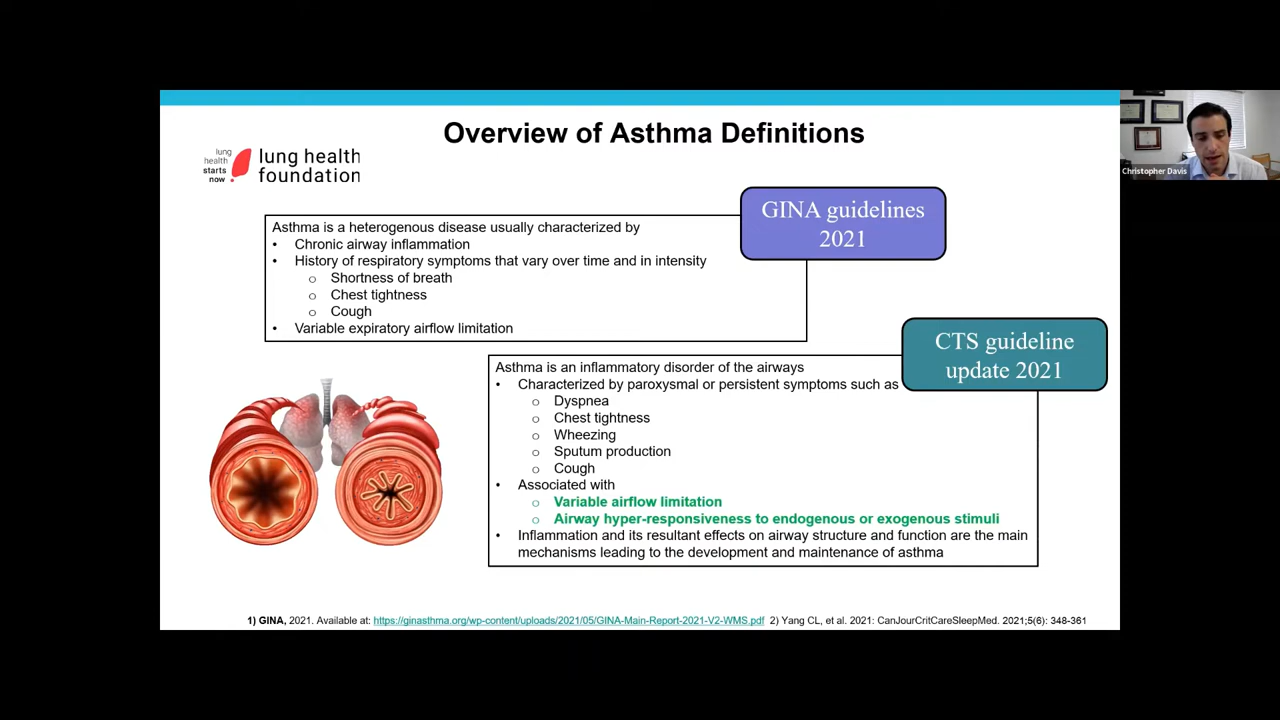 Overview of Asthma Definitions
lung
health
starts
now
lung health
foundation
GINA guidelines
2021
Asthma is a heterogenous disease usually characterized by
• Chronic airway inflammation
• History of respiratory symptoms that vary over time and in intensity
o Shortness of breath
o Chest tightness
o Cough
• Variable expiratory airflow limitation
CTS guideline
update 2021
Asthma is an inflammatory disorder of the airways
• Characterized by paroxysmal or persistent symptoms such as
o Dyspnea
o Chest tightness
o Wheezing
o Sputum production
o Cough
• Associated with
o Variable airflow limitation
o Airway hyper-responsiveness to endogenous or exogenous stimuli
• Inflammation and its resultant effects on airway structure and function are the main
mechanisms leading to the development and maintenance of asthma
1) GINA, 2021. Available at: https://ginasthma.org/wp-content/uploads/2021/05/GINA-Main-Report-2021-V2-WMS.pdf 2) Yang CL, et al. 2021: CanJourCritCareSleepMed. 2021;5(6): 348-361
Christopher Davis